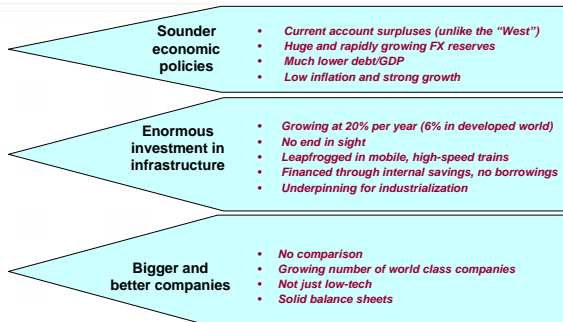 Sounder
economic
policies
• Current account surpluses (unlike the “West”)
• Huge and rapidly growing FX reserves
• Much lower debt/GDP
• Low inflation and strong growth
Enormous
investment in
infrastructure
• Growing at 20% per year (6% in developed world)
• No end in sight
• Leapfrogged in mobile, high-speed trains
• Financed through internal savings, no borrowings
• Underpinning for industrialization
Bigger and
better companies
• No comparison
• Growing number of world class companies
• Not just low-tech
• Solid balance sheets